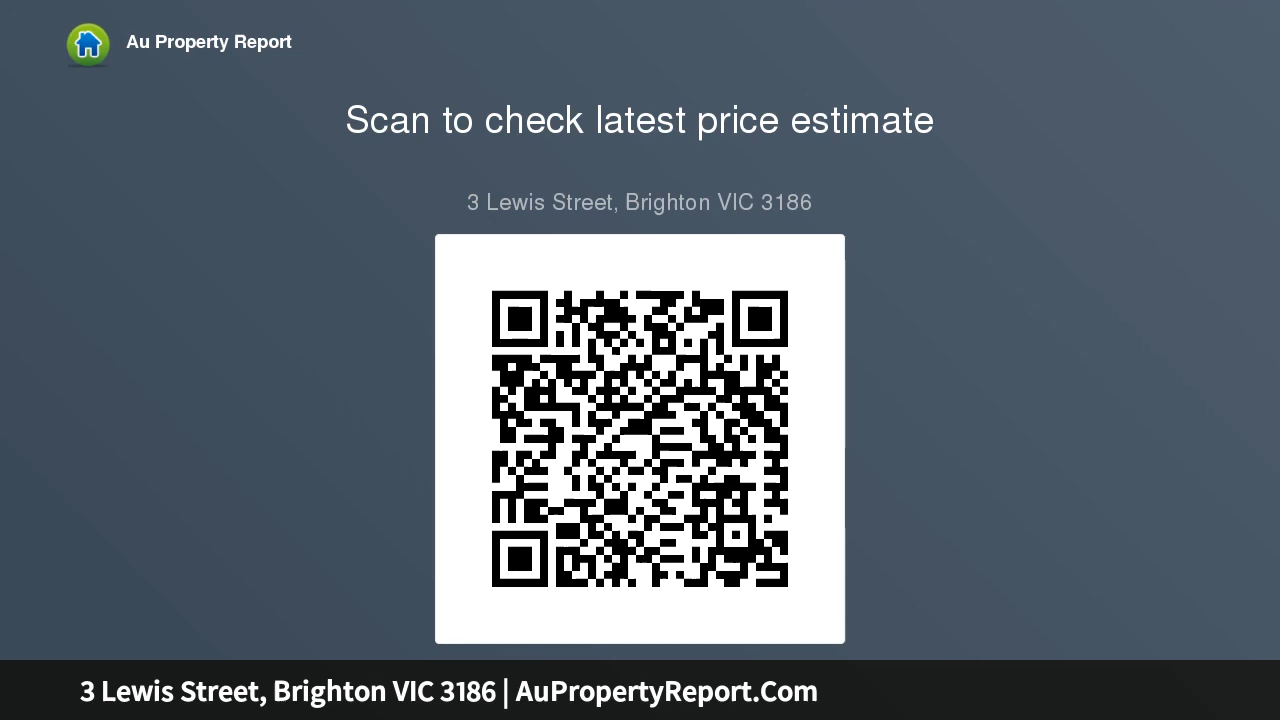 Au Property Report
Scan to check latest price estimate
3 Lewis Street, Brighton VIC 3186
3 Lewis Street, Brighton VIC 3186 | AuPropertyReport.Com